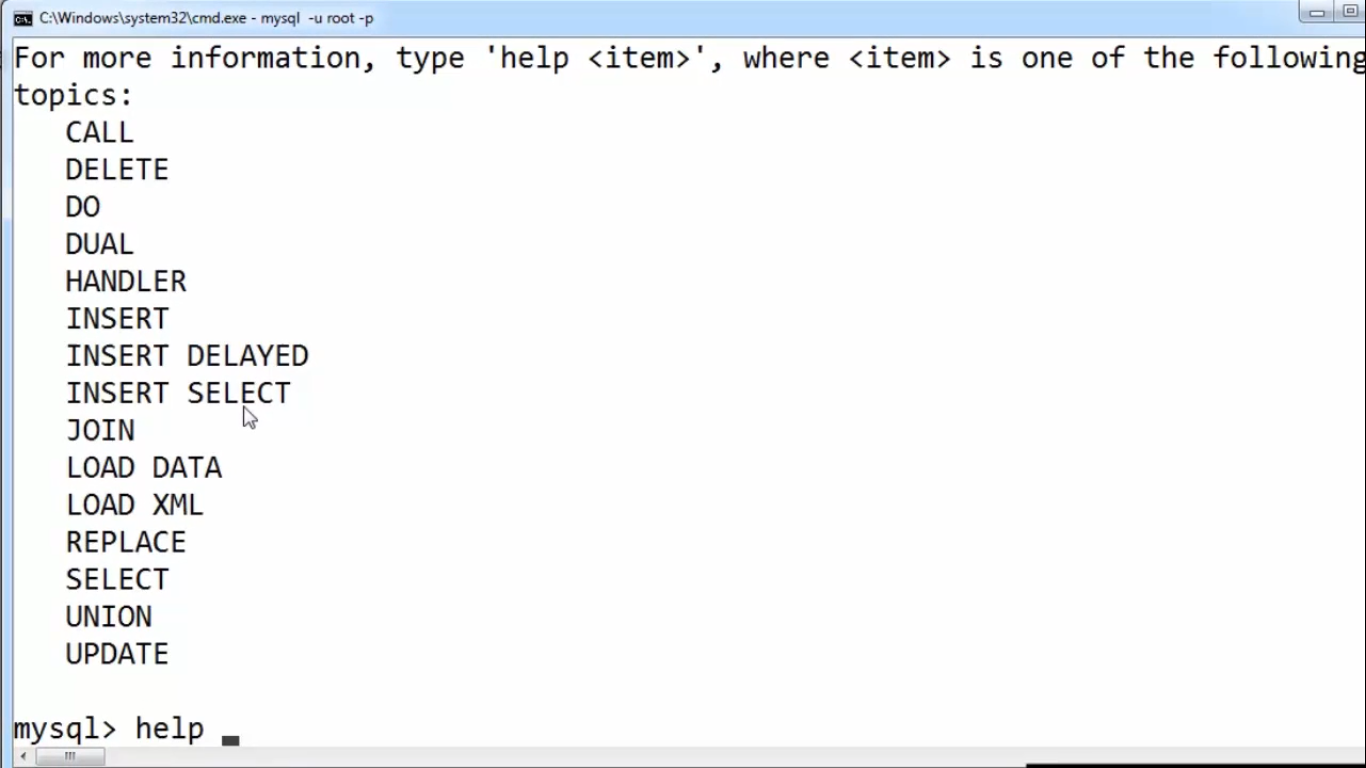 C:\Windows\system32\cmd.exe - mysql -u root -p
For more information, type 'help <item>', where <item> is one of the following
topics:
CALL
DELETE
DO
DUAL
HANDLER
INSERT
INSERT DELAYED
INSERT SELECT
JOIN
LOAD DATA
LOAD XML
REPLACE
SELECT
UNION
UPDATE
mysql> help _